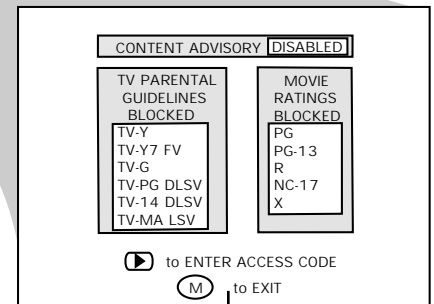 CONTENT ADVISORY DISABLED
TV PARENTAL
GUIDELINES
BLOCKED
TV-Y
TV-Y7 FV
TV-G
TV-PG DLSV
TV-14 DLSV
TV-MA LSV
MOVIE
RATINGS
BLOCKED
PG
PG-13
R
NC-17
X
to ENTER ACCESS CODE
M to EXIT